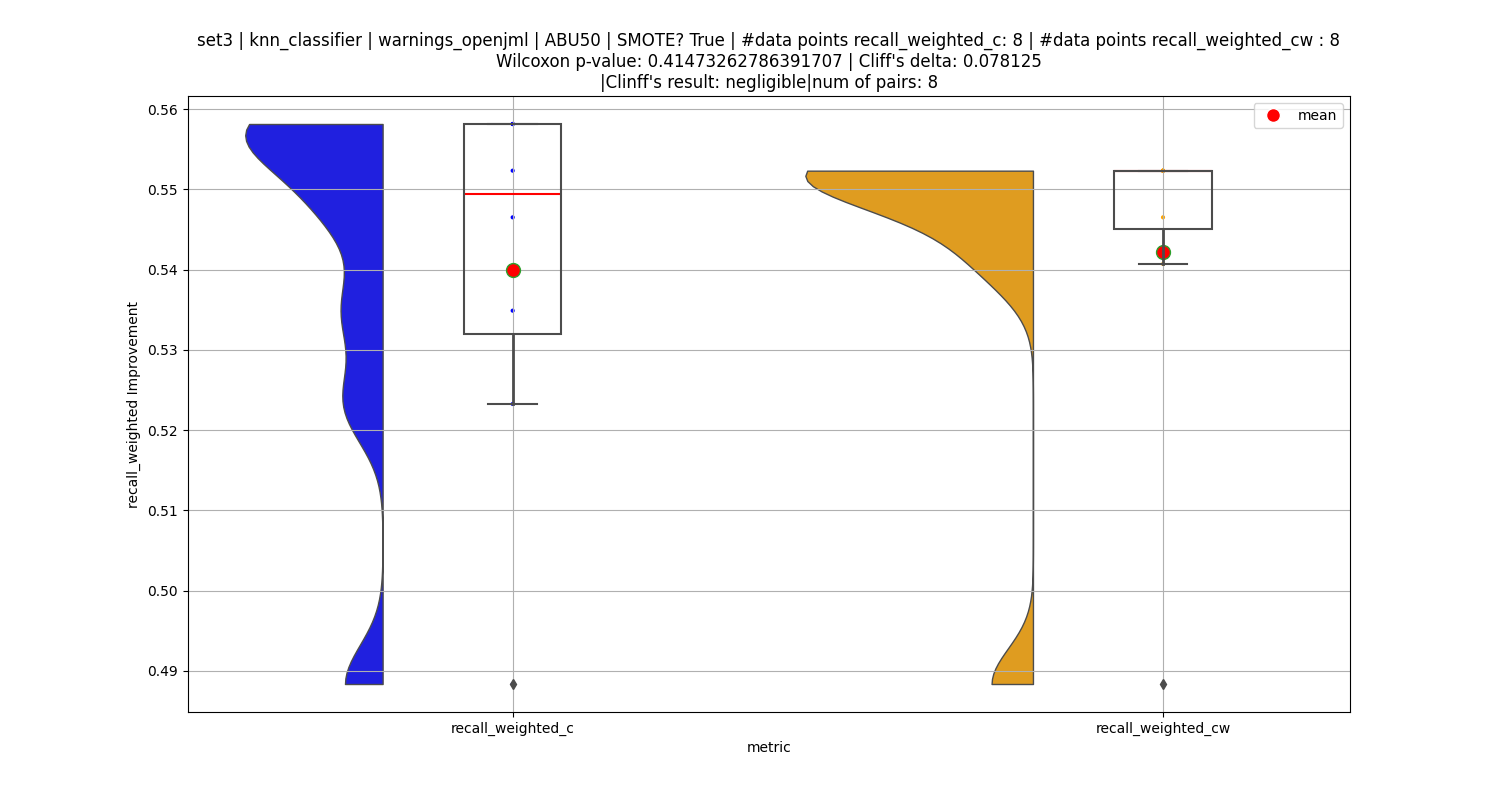 set3 | knn_classifier | warnings_openjml | ABU50 | SMOTE? True | #data points recall_weighted_c: 8 | #data points recall_weighted_cw : 8
Wilcoxon p-value: 0.41473262786391707 | Cliff's delta: 0.078125
|Clinff's result: negligible|num of pairs: 8
mean
0.56
0.55
0.54
0.53
0.52
0.51
0.50
0.49
recall_weighted Improvement
recall_weighted_c
recall_weighted_cw
metric